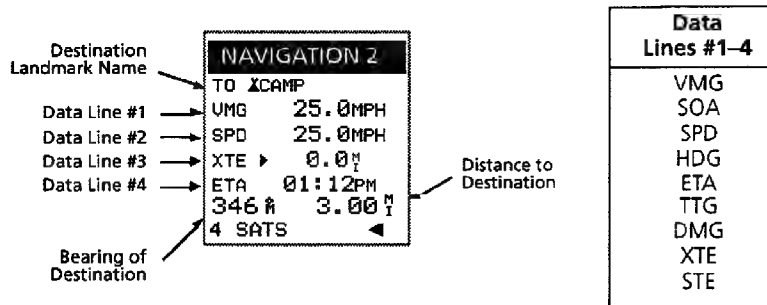 Destination
Landmark Name
Data Line #1
Data Line #2
Data Line #3
Data Line #4
Bearing of
Destination
NAVIGATION 2
TO CAMP
VMG 25.0MPH
SPD 25.0MPH
XTE 0.0MI
ETA 01:12PM
346 3.00MI
4 SATS
Distance to
Destination
Data
Lines #1–4
VMG
SOA
SPD
HDG
ETA
TTG
DMG
XTE
STE